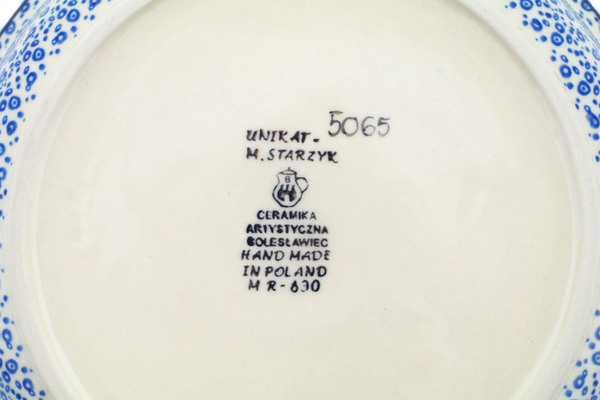 UNIKAT- 5065
M. STARZYK
B
CERAMIKA
ARTYSTYCZNA
BOLESŁAWIEC
HAND MADE
IN POLAND
M R - 630